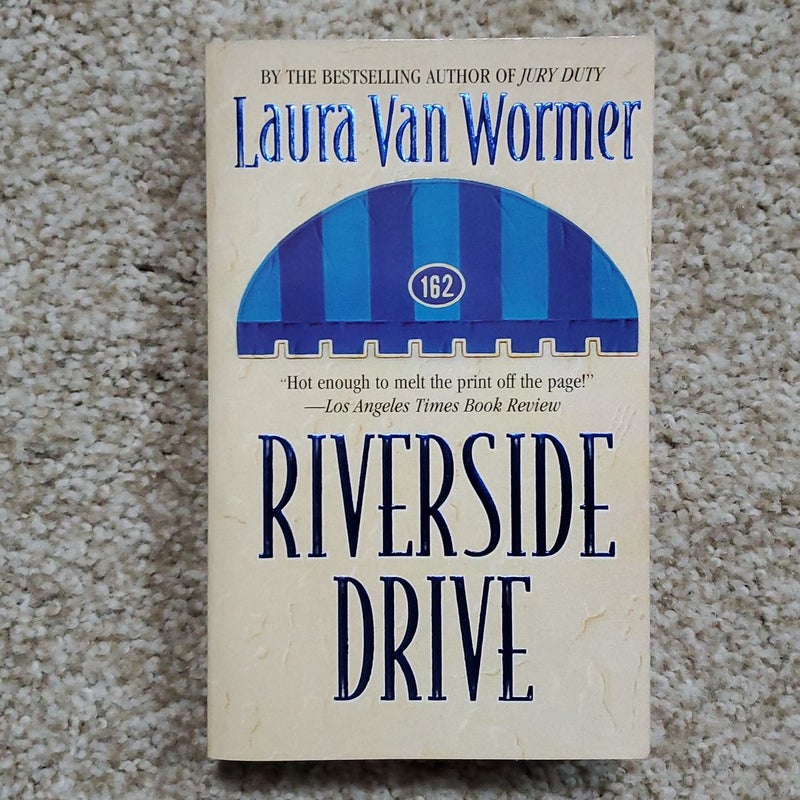 BY THE BESTSELLING AUTHOR OF JURY DUTY
Laura Van Wormer
162
“Hot enough to melt the print off the page!”
—Los Angeles Times Book Review
RIVERSIDE
DRIVE